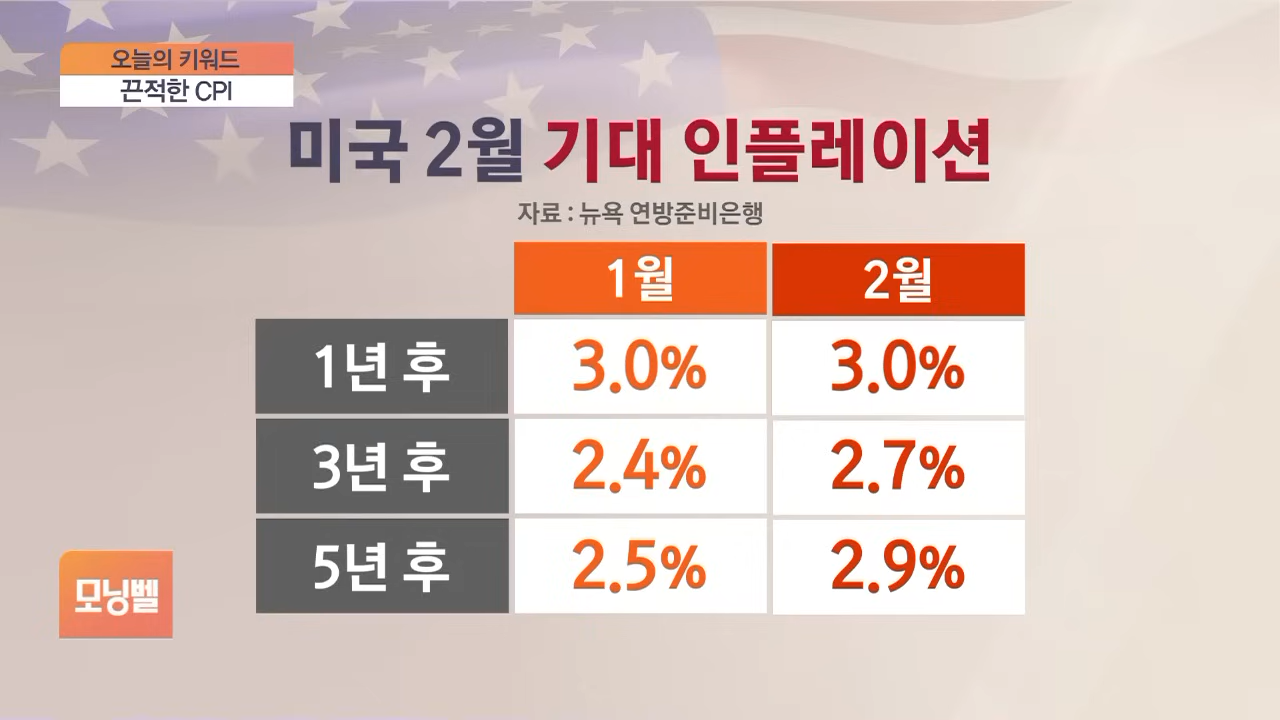 오늘의 키워드
끈적한 CPI
미국 2월 기대 인플레이션
자료 : 뉴욕 연방준비은행
1월 2월
1년 후 3.0% 3.0%
3년 후 2.4% 2.7%
5년 후 2.5% 2.9%
모닝벨